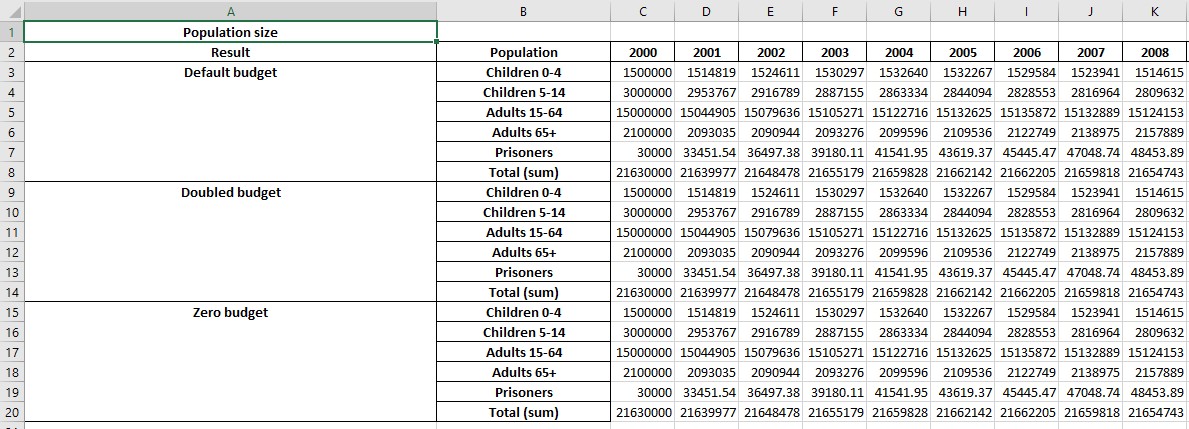 A B C D E F G H I J K
1 Population size
2 Result Population 2000 2001 2002 2003 2004 2005 2006 2007 2008
3 Default budget Children 0-4 1500000 1514819 1524611 1530297 1532640 1532267 1529584 1523941 1514615
4 Children 5-14 3000000 2953767 2916789 2887155 2863334 2844094 2828553 2816964 2809632
5 Adults 15-64 15000000 15044905 15079636 15105271 15122716 15132625 15135872 15132889 15124153
6 Adults 65+ 2100000 2093035 2090944 2093276 2099596 2109536 2122749 2138975 2157889
7 Prisoners 30000 33451.54 36497.38 39180.11 41541.95 43619.37 45445.47 47048.74 48453.89
8 Total (sum) 21630000 21639977 21648478 21655179 21659828 21662142 21662205 21659818 21654743
9 Doubled budget Children 0-4 1500000 1514819 1524611 1530297 1532640 1532267 1529584 1523941 1514615
10 Children 5-14 3000000 2953767 2916789 2887155 2863334 2844094 2828553 2816964 2809632
11 Adults 15-64 15000000 15044905 15079636 15105271 15122716 15132625 15135872 15132889 15124153
12 Adults 65+ 2100000 2093035 2090944 2093276 2099596 2109536 2122749 2138975 2157889
13 Prisoners 30000 33451.54 36497.38 39180.11 41541.95 43619.37 45445.47 47048.74 48453.89
14 Total (sum) 21630000 21639977 21648478 21655179 21659828 21662142 21662205 21659818 21654743
15 Zero budget Children 0-4 1500000 1514819 1524611 1530297 1532640 1532267 1529584 1523941 1514615
16 Children 5-14 3000000 2953767 2916789 2887155 2863334 2844094 2828553 2816964 2809632
17 Adults 15-64 15000000 15044905 15079636 15105271 15122716 15132625 15135872 15132889 15124153
18 Adults 65+ 2100000 2093035 2090944 2093276 2099596 2109536 2122749 2138975 2157889
19 Prisoners 30000 33451.54 36497.38 39180.11 41541.95 43619.37 45445.47 47048.74 48453.89
20 Total (sum) 21630000 21639977 21648478 21655179 21659828 21662142 21662205 21659818 21654743